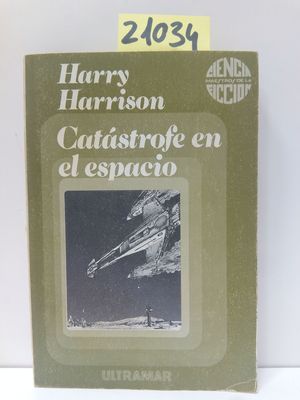 21034
Harry
Harrison
CIENCIA
MAESTROS DE LA
FICCION
Catástrofe en
el espacio
ULTRAMAR